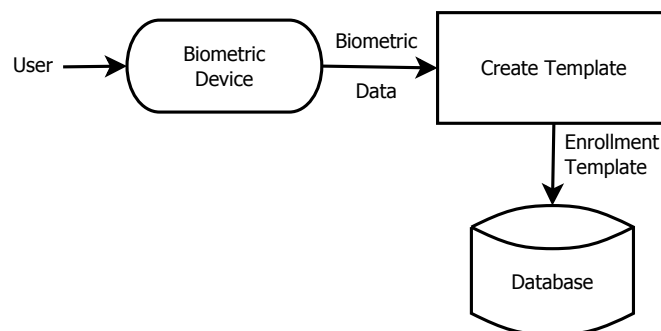 User
Biometric
Device
Biometric
Data
Create Template
Enrollment
Template
Database